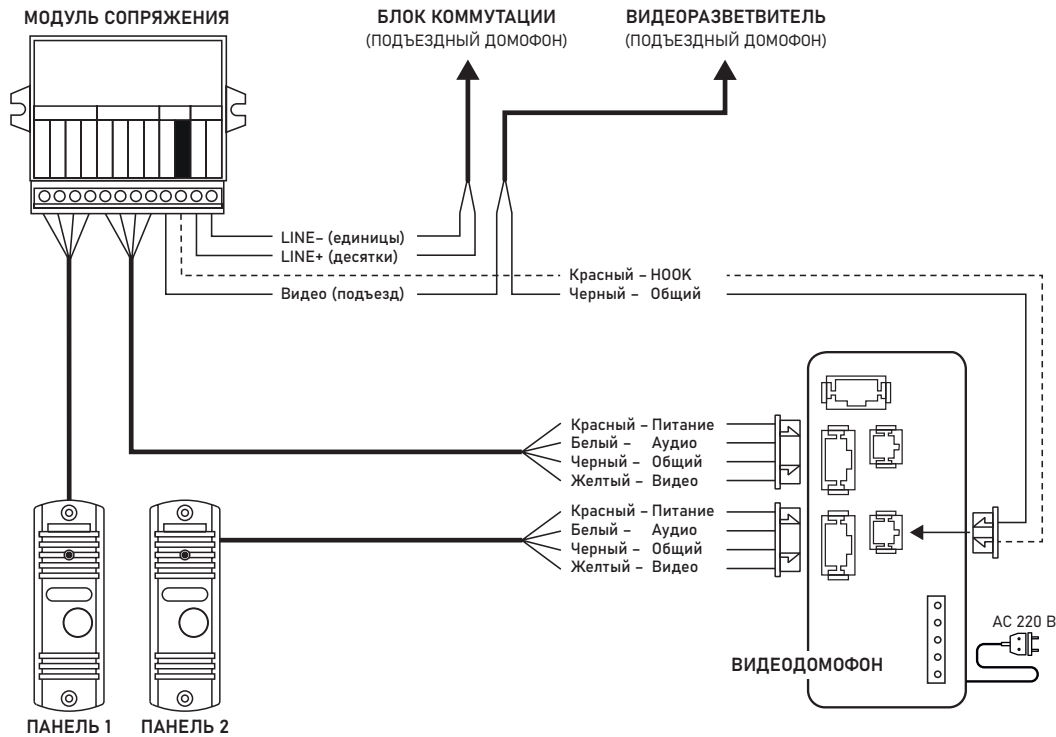 МОДУЛЬ СОПРЯЖЕНИЯ
БЛОК КОММУТАЦИИ
(ПОДЪЕЗДНЫЙ ДОМОФОН)
ВИДЕОРАЗВЕТВИТЕЛЬ
(ПОДЪЕЗДНЫЙ ДОМОФОН)
LINE– (единицы)
LINE+ (десятки)
Видео (подъезд)
Красный – HOOK
Черный – Общий
Красный – Питание
Белый – Аудио
Черный – Общий
Желтый – Видео
Красный – Питание
Белый – Аудио
Черный – Общий
Желтый – Видео
AC 220 В
ВИДЕОДОМОФОН
ПАНЕЛЬ 1
ПАНЕЛЬ 2